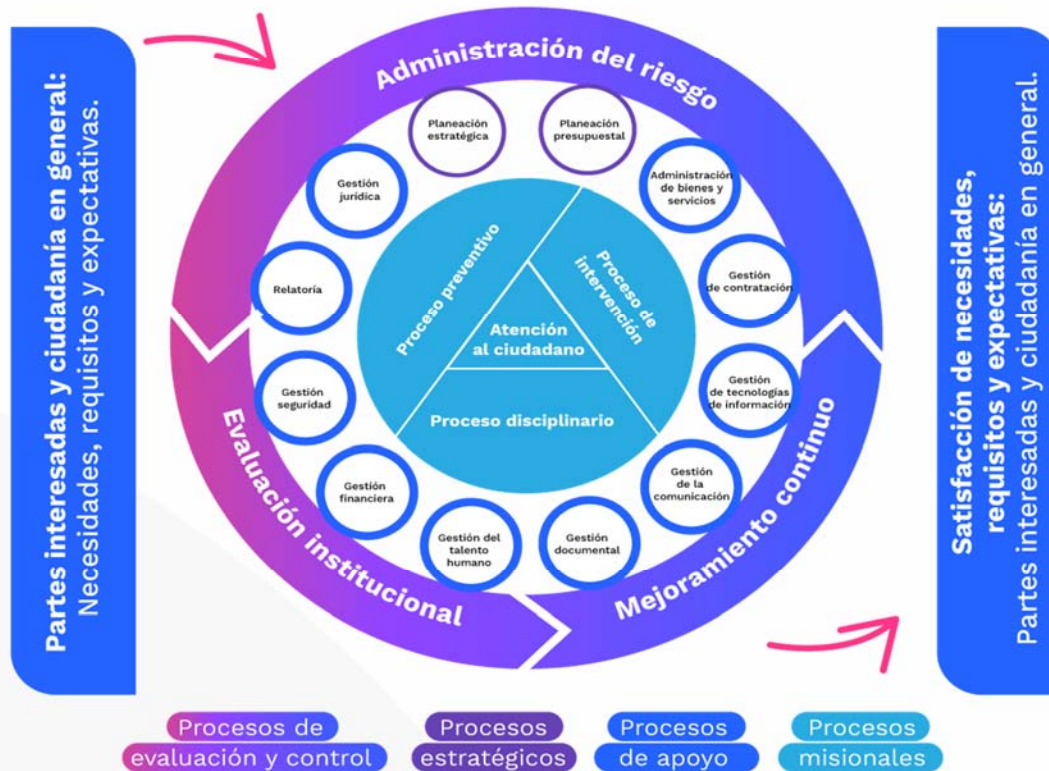 Partes interesadas y ciudadanía en general:
Necesidades, requisitos y expectativas.
Administración del riesgo
Planeación
estratégica
Planeación
presupuestal
Gestión
jurídica
Administración
de bienes y
servicios
Relatoría
Gestión
de contratación
Gestión
seguridad
Gestión
de tecnologías
de información
Gestión
financiera
Gestión
de la
comunicación
Gestión del
talento
humano
Gestión
documental
Proceso preventivo
Proceso de
intervención
Atención
al ciudadano
Proceso disciplinario
Evaluación institucional
Mejoramiento continuo
Satisfacción de necesidades,
requisitos y expectativas:
Partes interesadas y ciudadanía en general.
Procesos de
evaluación y control
Procesos
estratégicos
Procesos
de apoyo
Procesos
misionales